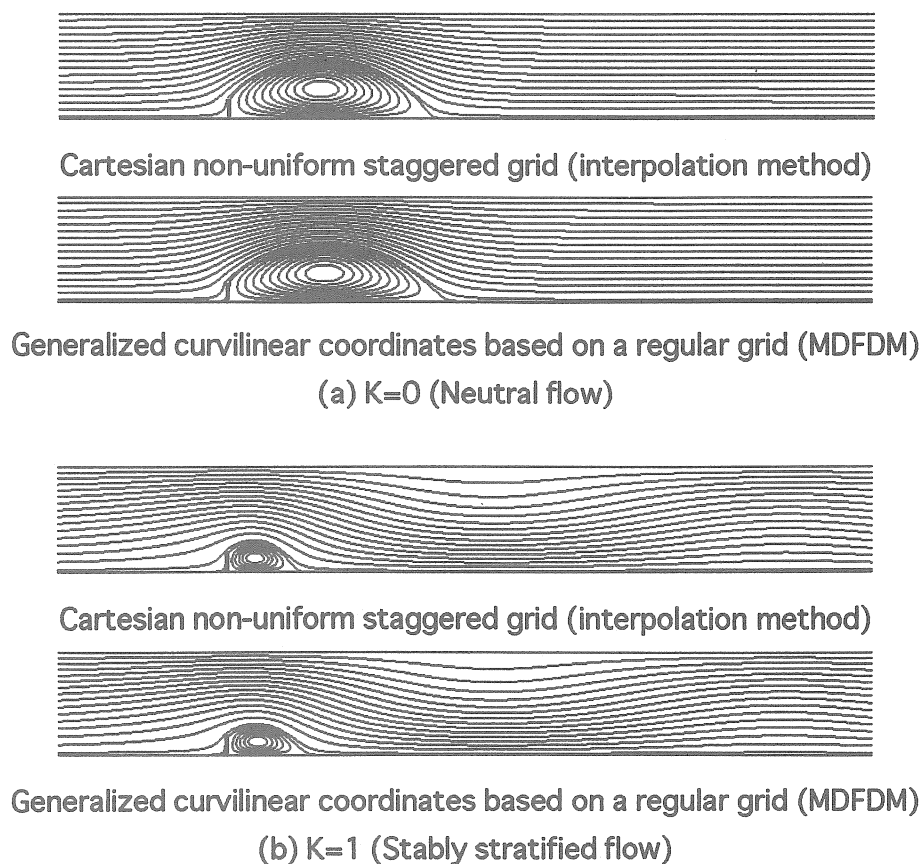 Cartesian non-uniform staggered grid (interpolation method)
Generalized curvilinear coordinates based on a regular grid (MDFDM)
(a) K=0 (Neutral flow)
Cartesian non-uniform staggered grid (interpolation method)
Generalized curvilinear coordinates based on a regular grid (MDFDM)
(b) K=1 (Stably stratified flow)